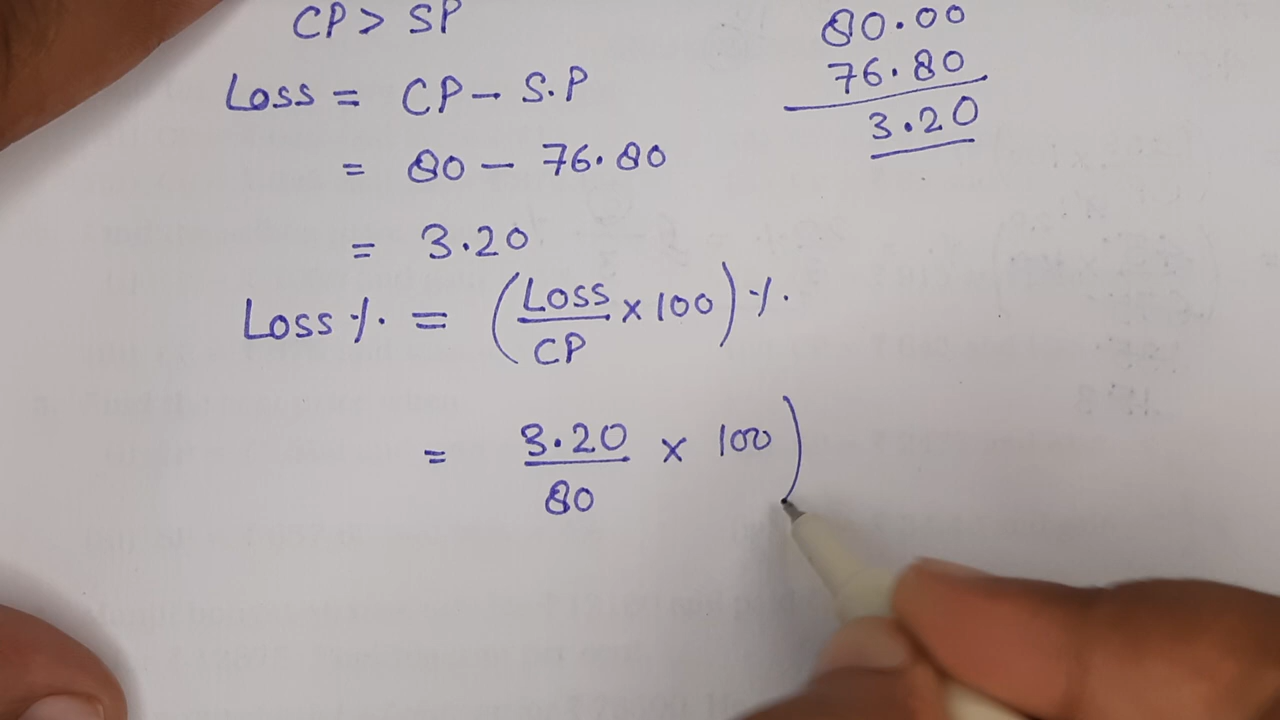 CP > SP
Loss = CP - S.P
= 80 - 76.80
= 3.20
80.00
76.80
3.20
Loss % = (Loss/CP × 100) %.
= 3.20/80 × 100)